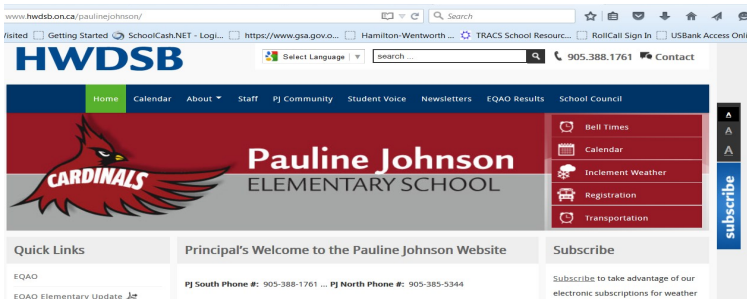 www.hwdsb.on.ca/paulinejohnson/
Search
Visited Getting Started SchoolCash.NET - Logi... https://www.gsa.gov.o... Hamilton-Wentworth ... TRACS School Resourc... RollCall Sign In USBank Access Onli
HWDSB
Select Language
search ...
905.388.1761 Contact
Home Calendar About Staff PJ Community Student Voice Newsletters EQAO Results School Council
CARDINALS
Pauline Johnson
ELEMENTARY SCHOOL
Bell Times
Calendar
Inclement Weather
Registration
Transportation
A
A
A
subscribe
Quick Links
EQAO
EQAO Elementary Update
Principal's Welcome to the Pauline Johnson Website
PJ South Phone #: 905-388-1761 ... PJ North Phone #: 905-385-5344
Subscribe
Subscribe to take advantage of our
electronic subscriptions for weather